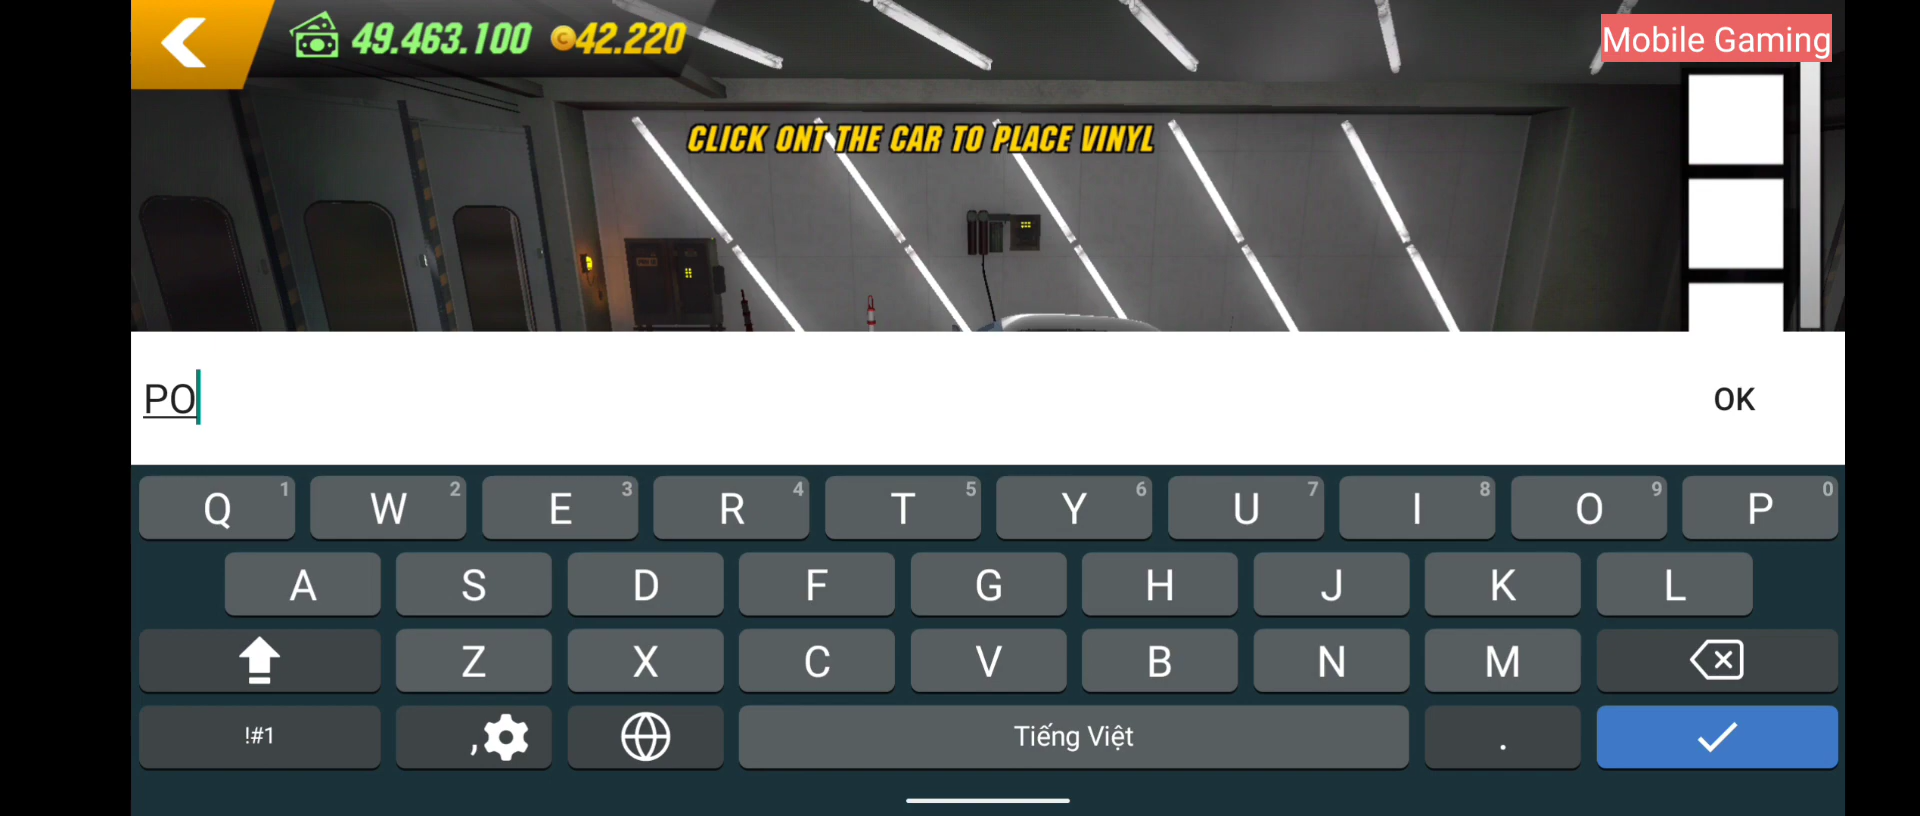 49.463.100 42.220
Mobile Gaming
CLICK ONT THE CAR TO PLACE VINYL
PO
OK
Q 1 W 2 E 3 R 4 T 5 Y 6 U 7 I 8 O 9 P 0
A S D F G H J K L
Z X C V B N M
!#1 , Tiếng Việt .